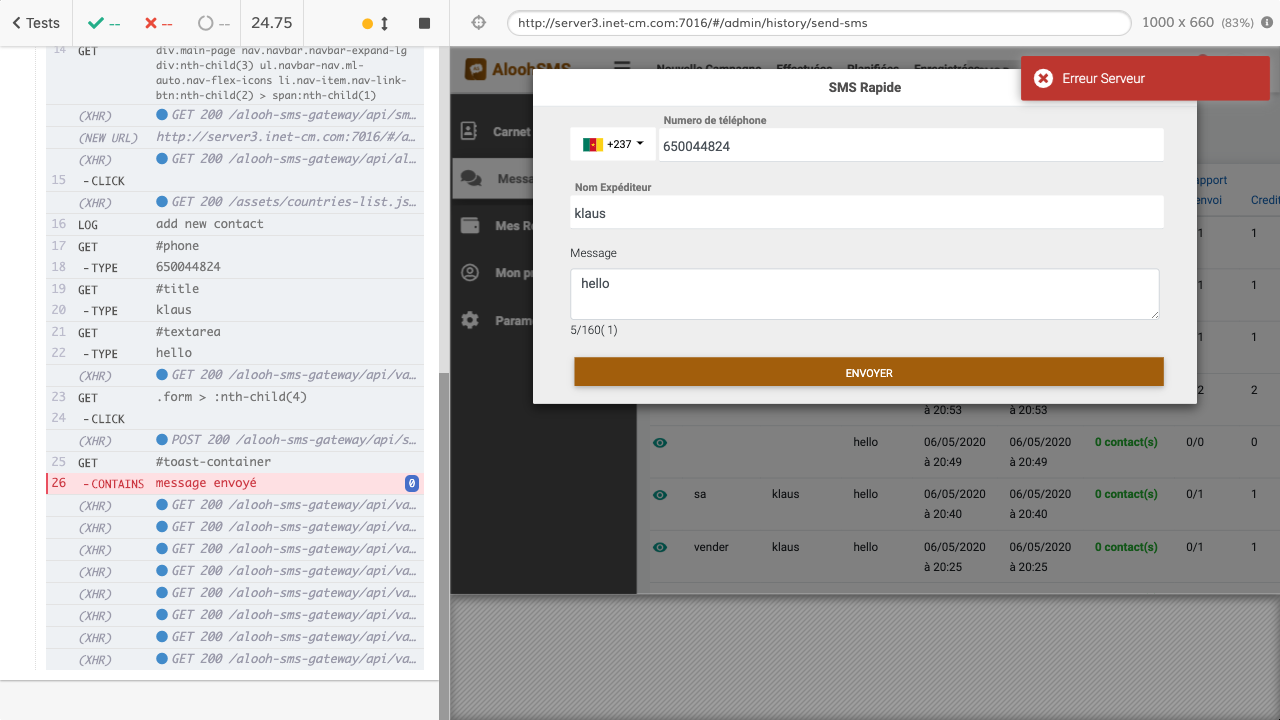 Tests
--
--
--
24.75
http://server3.inet-cm.com:7016/#/admin/history/send-sms
1000 x 660 (83%)
14 GET div.main-page nav.navbar.navbar-expand-lg
div:nth-child(3) ul.navbar-nav.ml-
auto.nav-flex-icons li.nav-item.nav-link-
btn:nth-child(2) > span:nth-child(1)
(XHR) GET 200 /alooh-sms-gateway/api/sm…
(NEW URL) http://server3.inet-cm.com:7016/#/a…
(XHR) GET 200 /alooh-sms-gateway/api/al…
15 -CLICK
(XHR) GET 200 /assets/countries-list.js…
16 LOG add new contact
17 GET #phone
18 -TYPE 650044824
19 GET #title
20 -TYPE klaus
21 GET #textarea
22 -TYPE hello
(XHR) GET 200 /alooh-sms-gateway/api/va…
23 GET .form > :nth-child(4)
24 -CLICK
(XHR) POST 200 /alooh-sms-gateway/api/s…
25 GET #toast-container
26 -CONTAINS message envoyé 0
(XHR) GET 200 /alooh-sms-gateway/api/va…
(XHR) GET 200 /alooh-sms-gateway/api/va…
(XHR) GET 200 /alooh-sms-gateway/api/va…
(XHR) GET 200 /alooh-sms-gateway/api/va…
(XHR) GET 200 /alooh-sms-gateway/api/va…
(XHR) GET 200 /alooh-sms-gateway/api/va…
(XHR) GET 200 /alooh-sms-gateway/api/va…
(XHR) GET 200 /alooh-sms-gateway/api/va…
AloohSMS
Nouvelle Campagne Effectuées Planifiées Enregistrées
Erreur Serveur
Carnet
Messa
Mes R
Mon p
Param
SMS Rapide
Numero de téléphone
+237 650044824
Nom Expéditeur
klaus
Message
hello
5/160( 1)
ENVOYER
apport
envoi Credit
/1 1
/1 1
/1 1
/2 2
à 20:53 à 20:53
hello 06/05/2020 06/05/2020 0 contact(s) 0/0 0
à 20:49 à 20:49
sa klaus hello 06/05/2020 06/05/2020 0 contact(s) 0/1 1
à 20:40 à 20:40
vender klaus hello 06/05/2020 06/05/2020 0 contact(s) 0/1 1
à 20:25 à 20:25